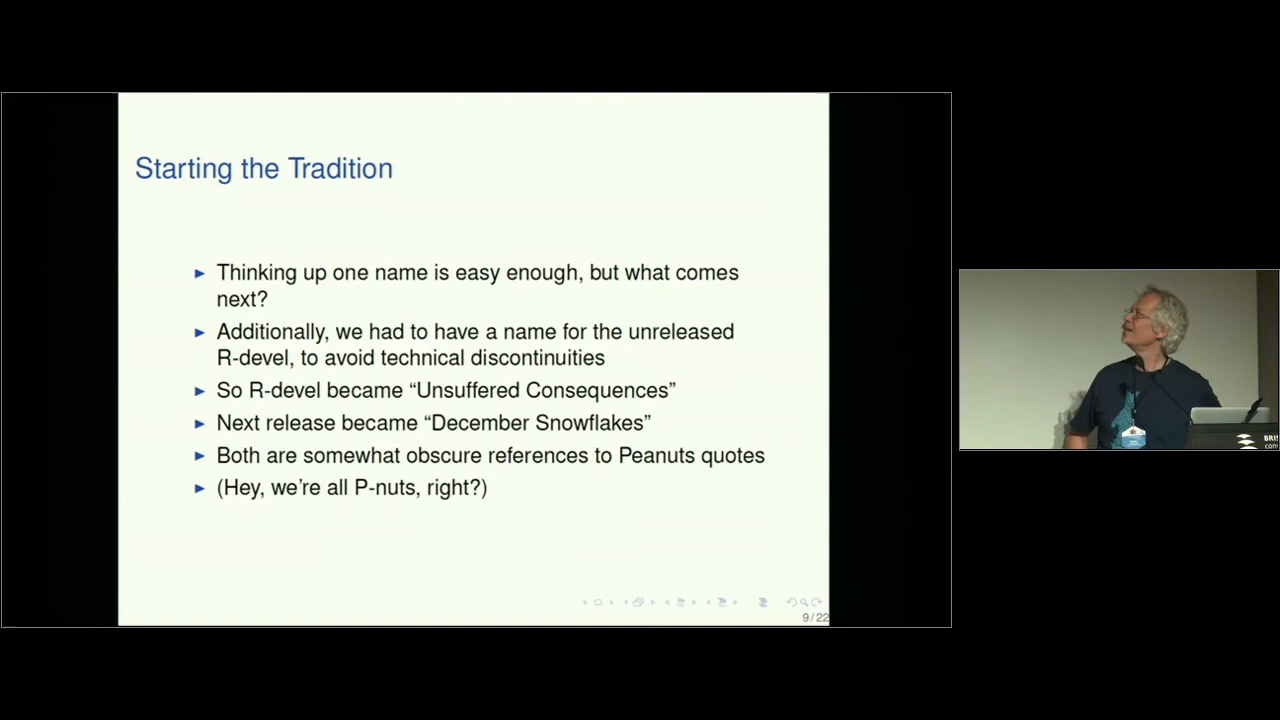 Starting the Tradition
Thinking up one name is easy enough, but what comes
next?
Additionally, we had to have a name for the unreleased
R-devel, to avoid technical discontinuities
So R-devel became “Unsuffered Consequences”
Next release became “December Snowflakes”
Both are somewhat obscure references to Peanuts quotes
(Hey, we’re all P-nuts, right?)
9 / 22